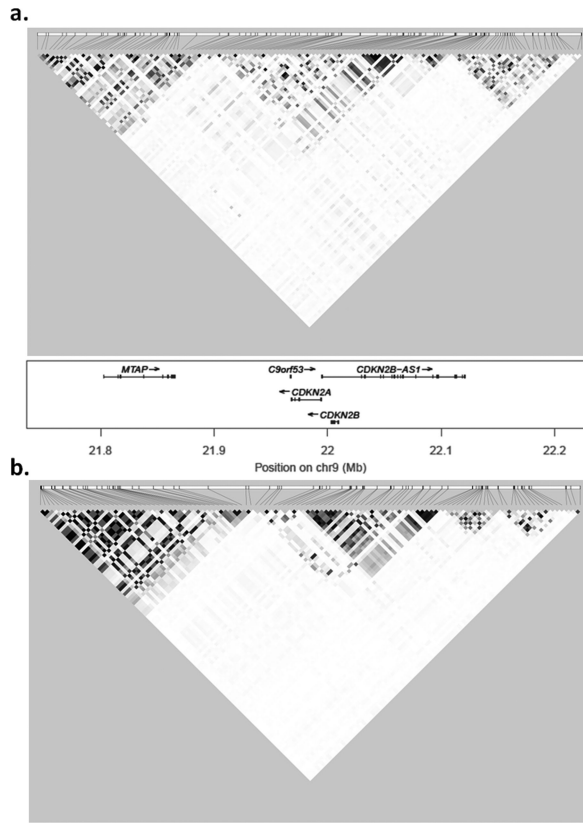 a.
MTAP→ C9orf53→ CDKN2B−AS1→
←CDKN2A
←CDKN2B
21.8 21.9 22 22.1 22.2
Position on chr9 (Mb)
b.